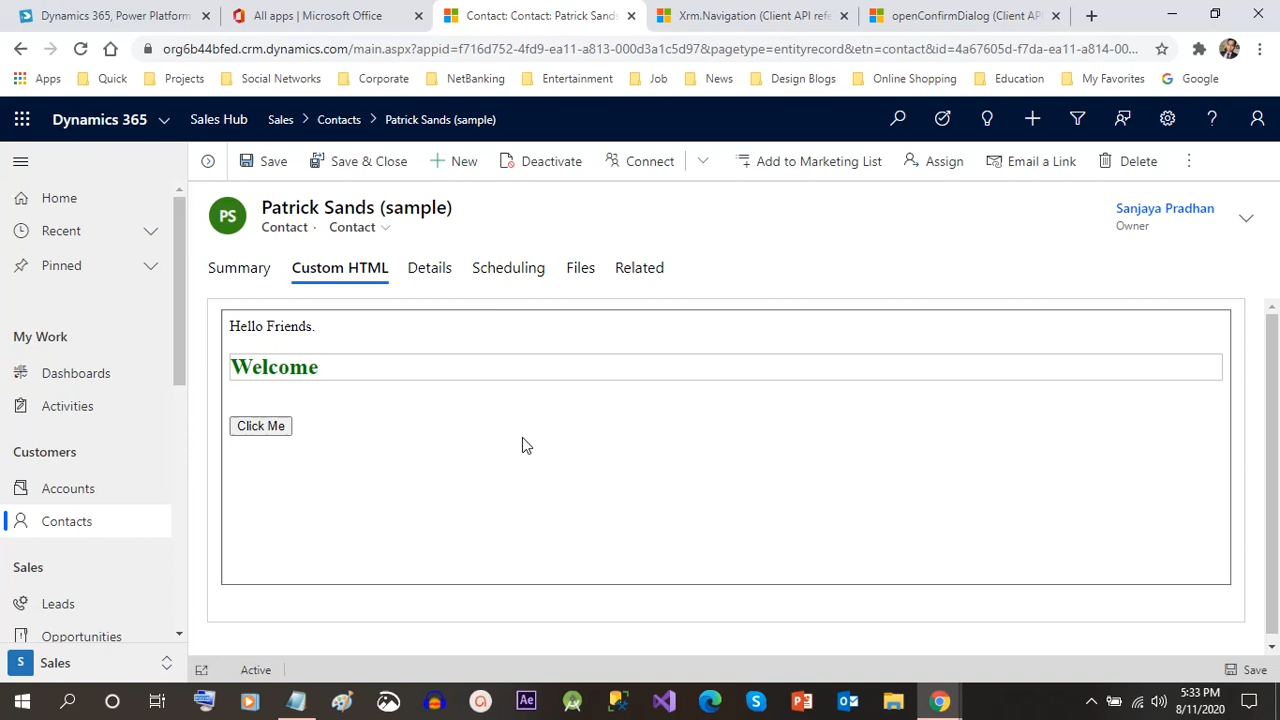 Dynamics 365, Power Platform
All apps | Microsoft Office
Contact: Contact: Patrick Sands
Xrm.Navigation (Client API refe
openConfirmDialog (Client API
org6b44bfed.crm.dynamics.com/main.aspx?appid=f716d752-4fd9-ea11-a813-000d3a1c5d97&pagetype=entityrecord&etn=contact&id=4a67605d-f7da-ea11-a814-00...
Apps Quick Projects Social Networks Corporate NetBanking Entertainment Job News Design Blogs Online Shopping Education My Favorites Google
Dynamics 365 Sales Hub Sales > Contacts > Patrick Sands (sample)
Save Save & Close New Deactivate Connect Add to Marketing List Assign Email a Link Delete
Home
Recent
Pinned
My Work
Dashboards
Activities
Customers
Accounts
Contacts
Sales
Leads
Opportunities
S Sales
PS
Patrick Sands (sample)
Contact · Contact
Sanjaya Pradhan
Owner
Summary Custom HTML Details Scheduling Files Related
Hello Friends.
Welcome
Click Me
Active
Save
Ae
5:33 PM
8/11/2020